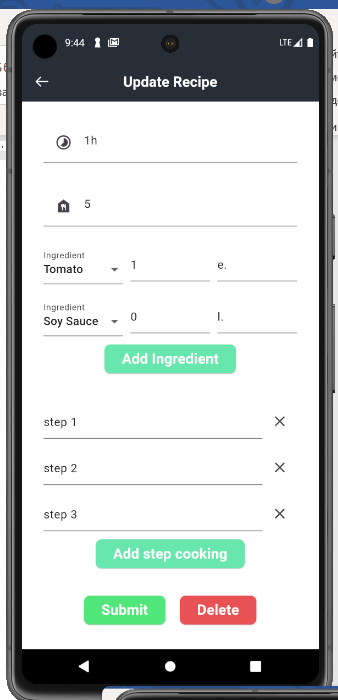 9:44 LTE
Update Recipe
1h
5
Ingredient
Tomato 1 e.
Ingredient
Soy Sauce 0 l.
Add Ingredient
step 1
step 2
step 3
Add step cooking
Submit Delete